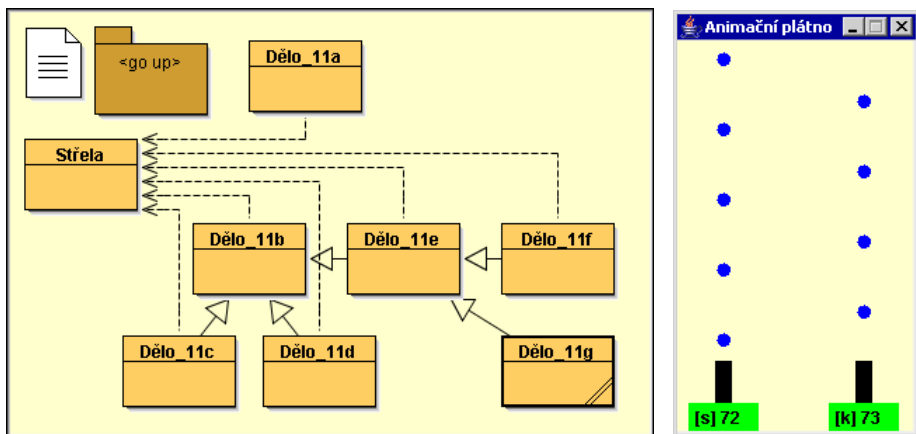 <go up>
Dělo_11a
Střela
Dělo_11b
Dělo_11e
Dělo_11f
Dělo_11c
Dělo_11d
Dělo_11g
Animační plátno
[s] 72
[k] 73